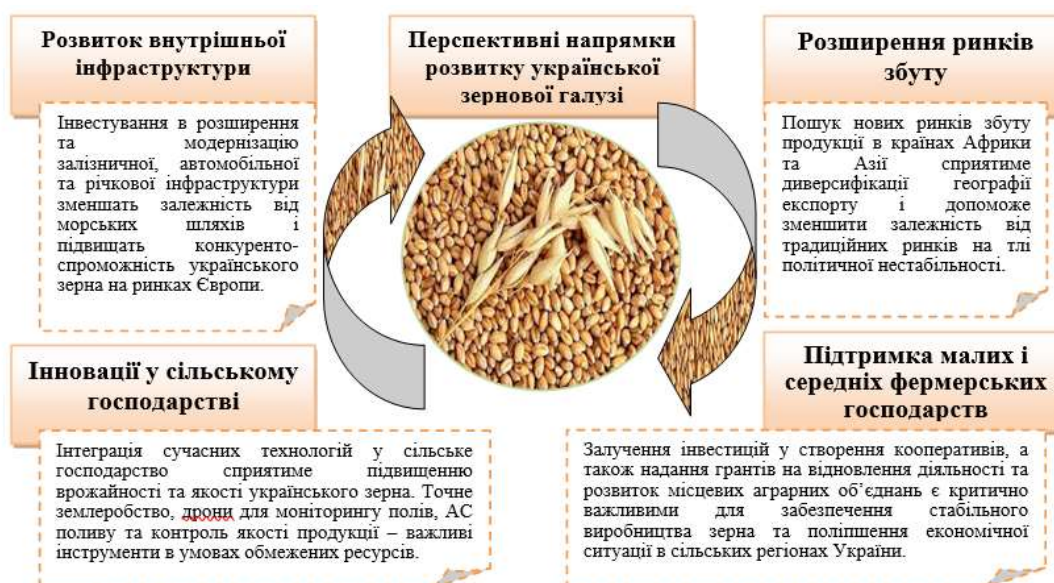 Розвиток внутрішньої
інфраструктури
Інвестування в розширення
та модернізацію
залізничної, автомобільної
та річкової інфраструктури
зменшать залежність від
морських шляхів і
підвищать конкуренто-
спроможність українського
зерна на ринках Європи.
Перспективні напрямки
розвитку української
зернової галузі
Розширення ринків
збуту
Пошук нових ринків збуту
продукції в країнах Африки
та Азії сприятиме
диверсифікації географії
експорту і допоможе
зменшити залежність від
традиційних ринків на тлі
політичної нестабільності.
Інновації у сільському
господарстві
Інтеграція сучасних технологій у сільське
господарство сприятиме підвищенню
врожайності та якості українського зерна. Точне
землеробство, дрони для моніторингу полів, АС
поливу та контроль якості продукції – важливі
інструменти в умовах обмежених ресурсів.
Підтримка малих і
середніх фермерських
господарств
Залучення інвестицій у створення кооперативів, а
також надання грантів на відновлення діяльності та
розвиток місцевих аграрних об’єднань є критично
важливими для забезпечення стабільного
виробництва зерна та поліпшення економічної
ситуації в сільських регіонах України.